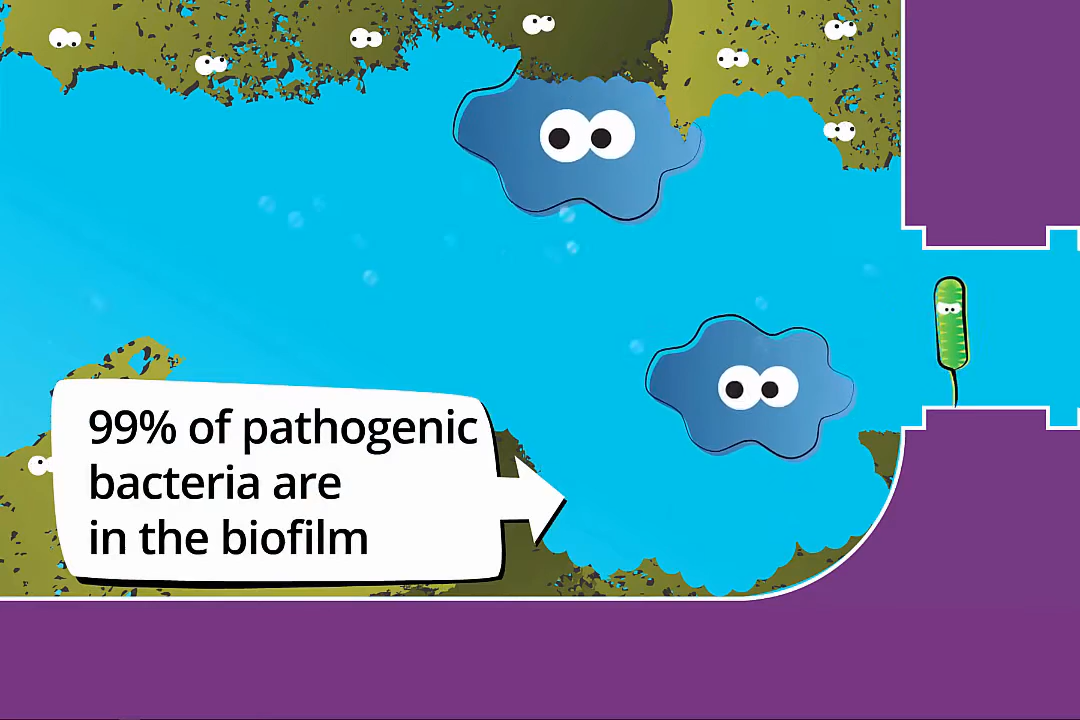 99% of pathogenic
bacteria are
in the biofilm